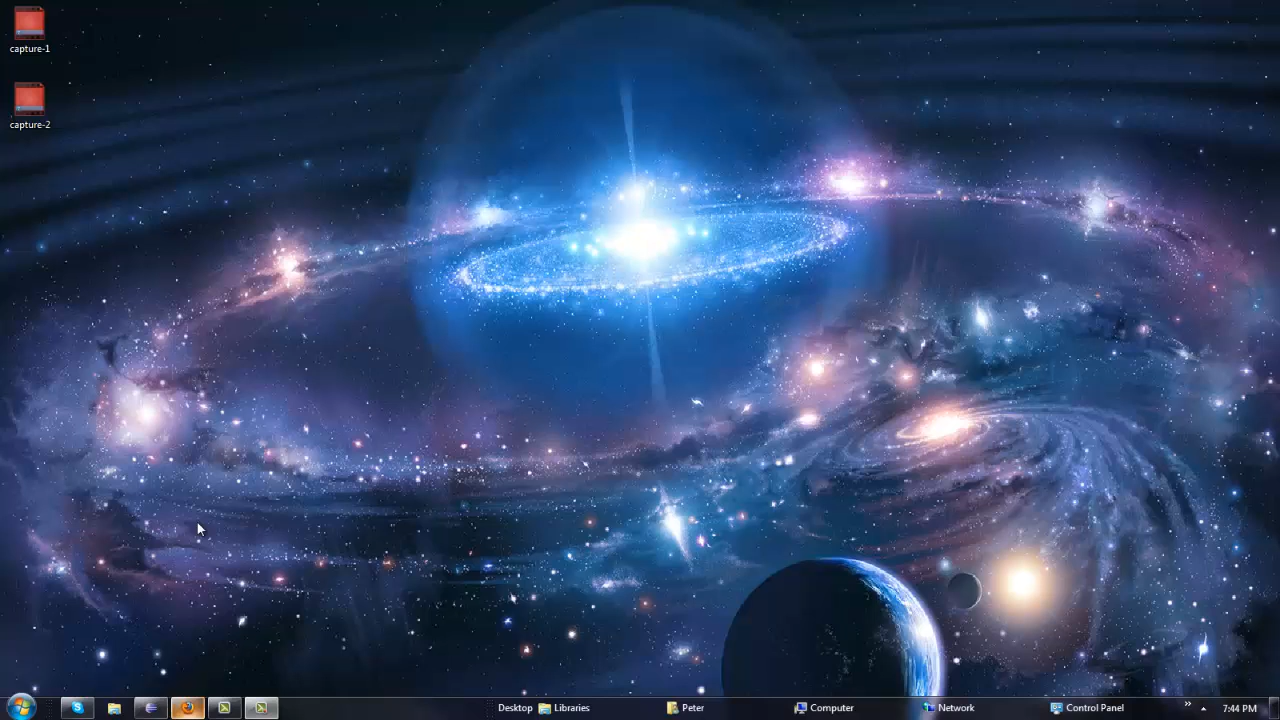 capture-1
capture-2
Desktop Libraries Peter Computer Network Control Panel 7:44 PM